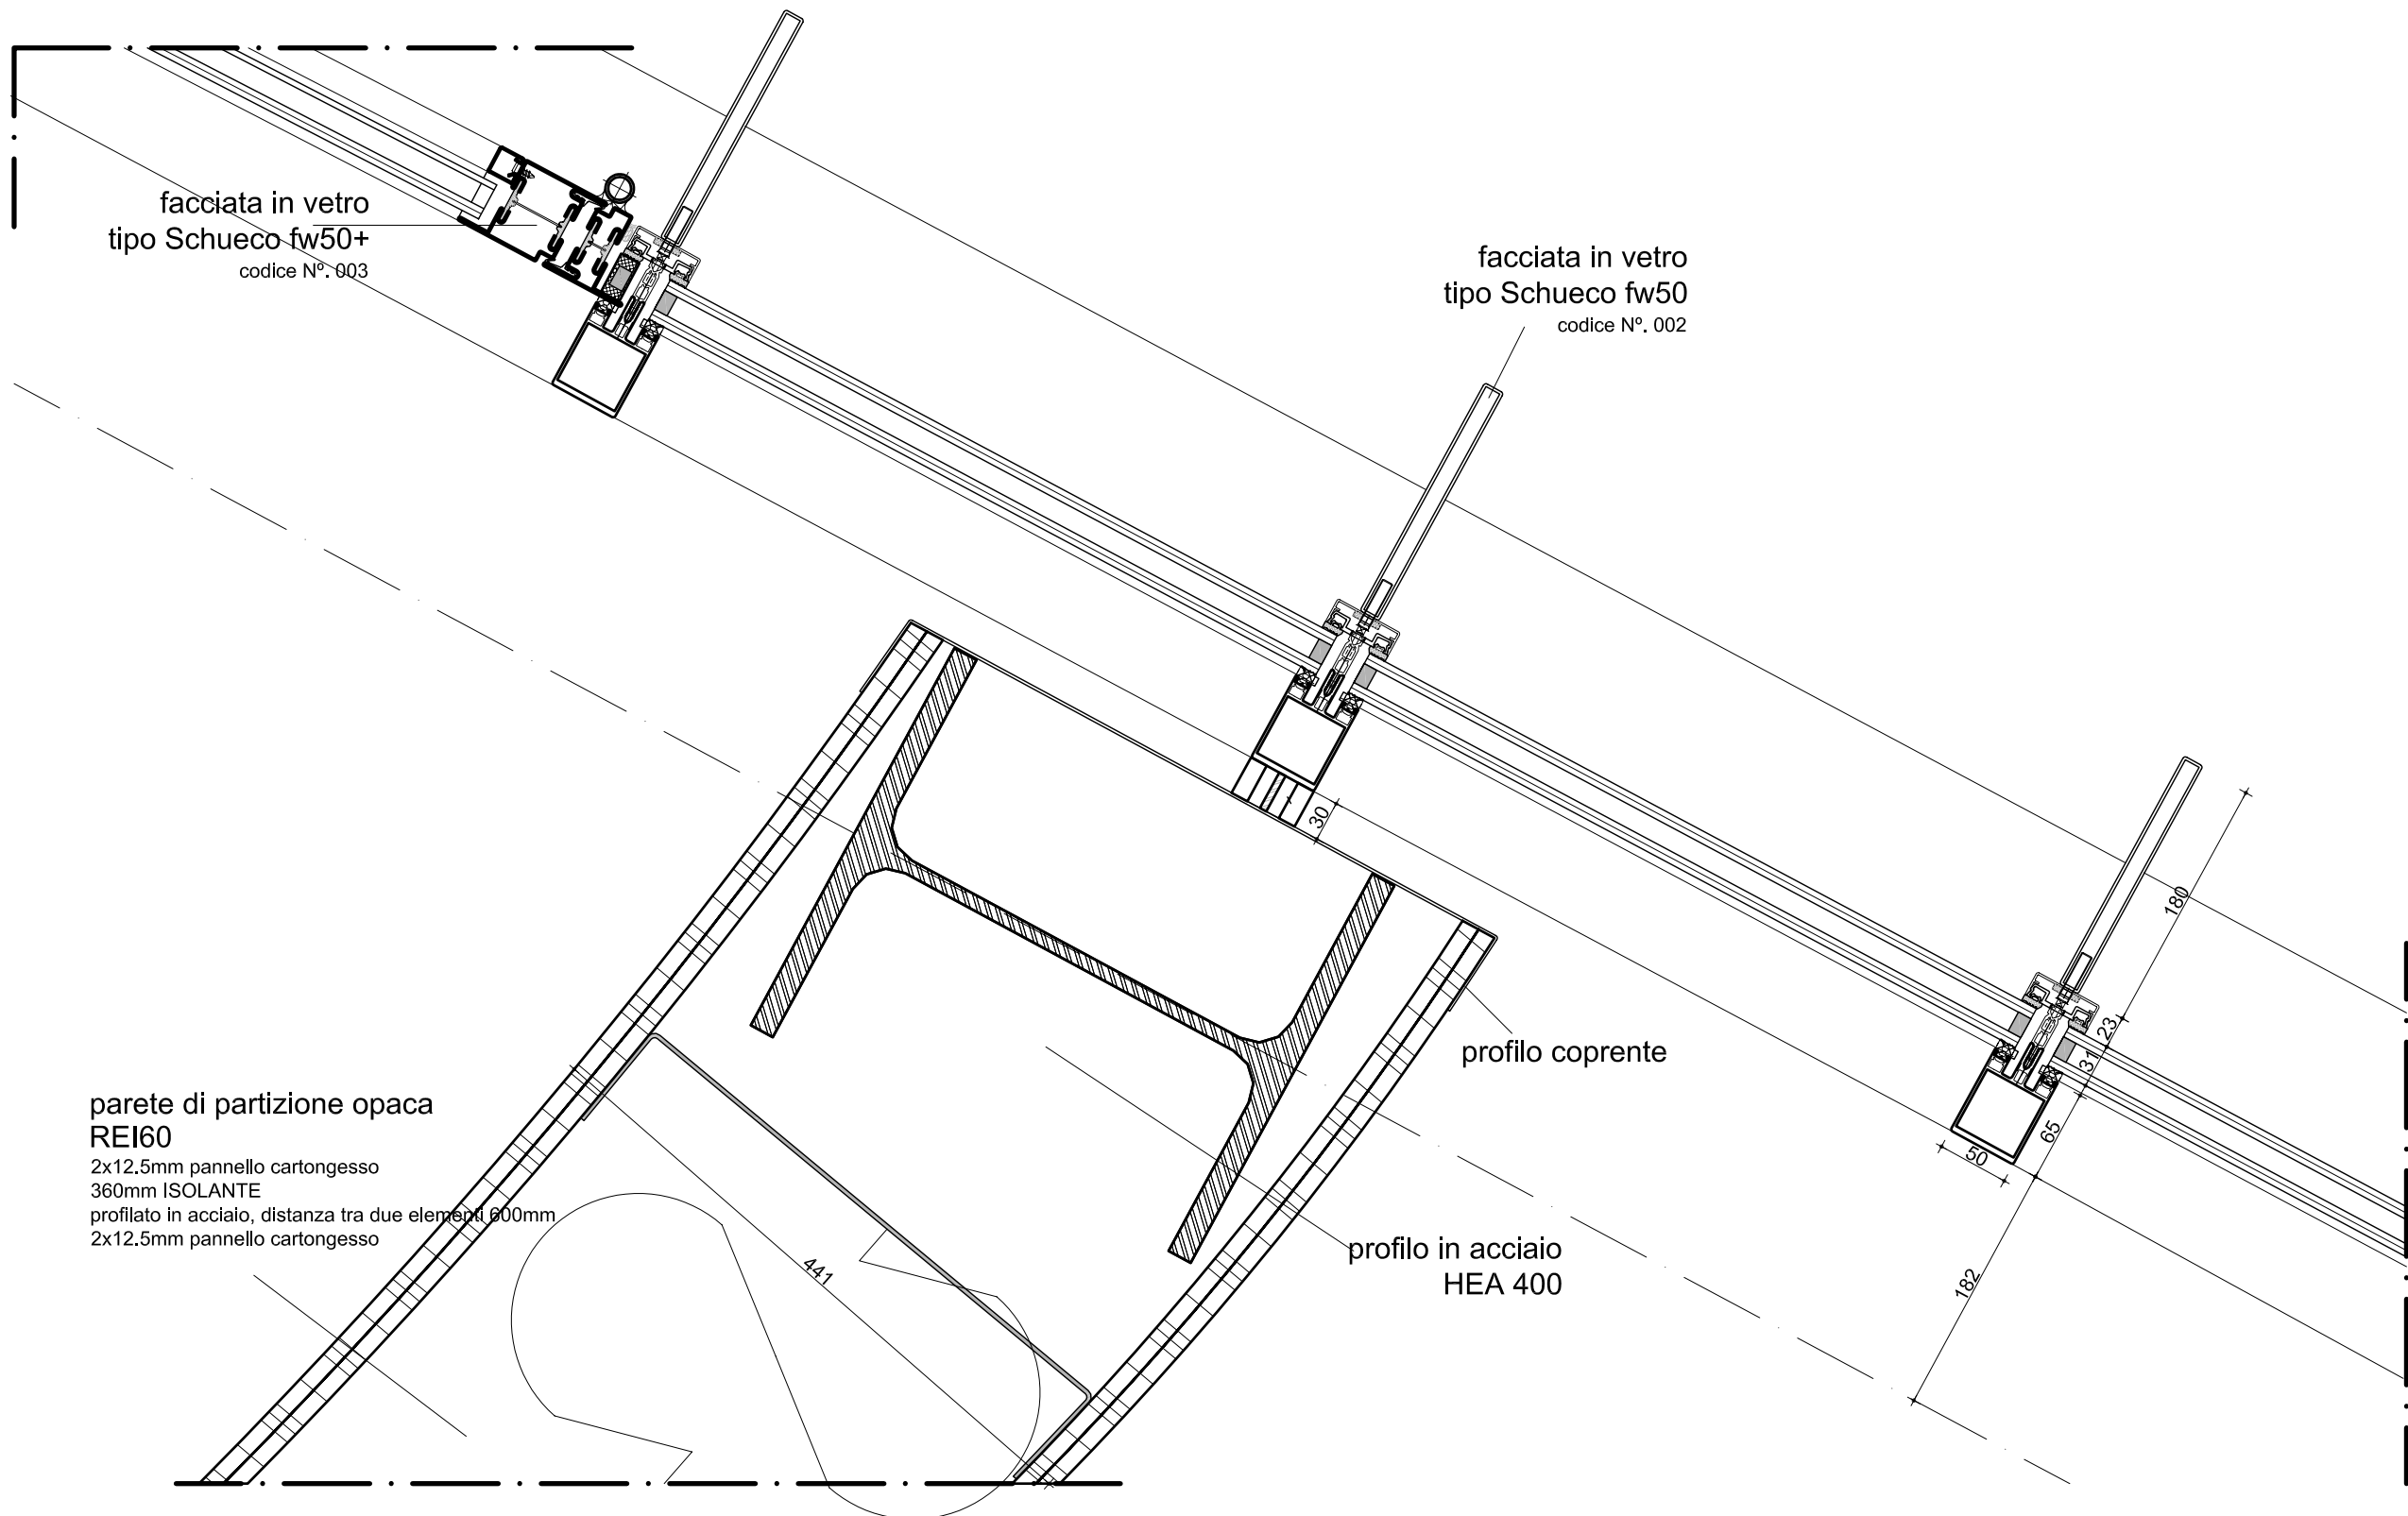 facciata in vetro
tipo Schueco fw50+
codice Nº. 003
facciata in vetro
tipo Schueco fw50
codice Nº. 002
30
180
23
31
65
50
182
profilo coprente
parete di partizione opaca
REI60
2x12.5mm pannello cartongesso
360mm ISOLANTE
profilato in acciaio, distanza tra due elementi 600mm
2x12.5mm pannello cartongesso
441
profilo in acciaio
HEA 400